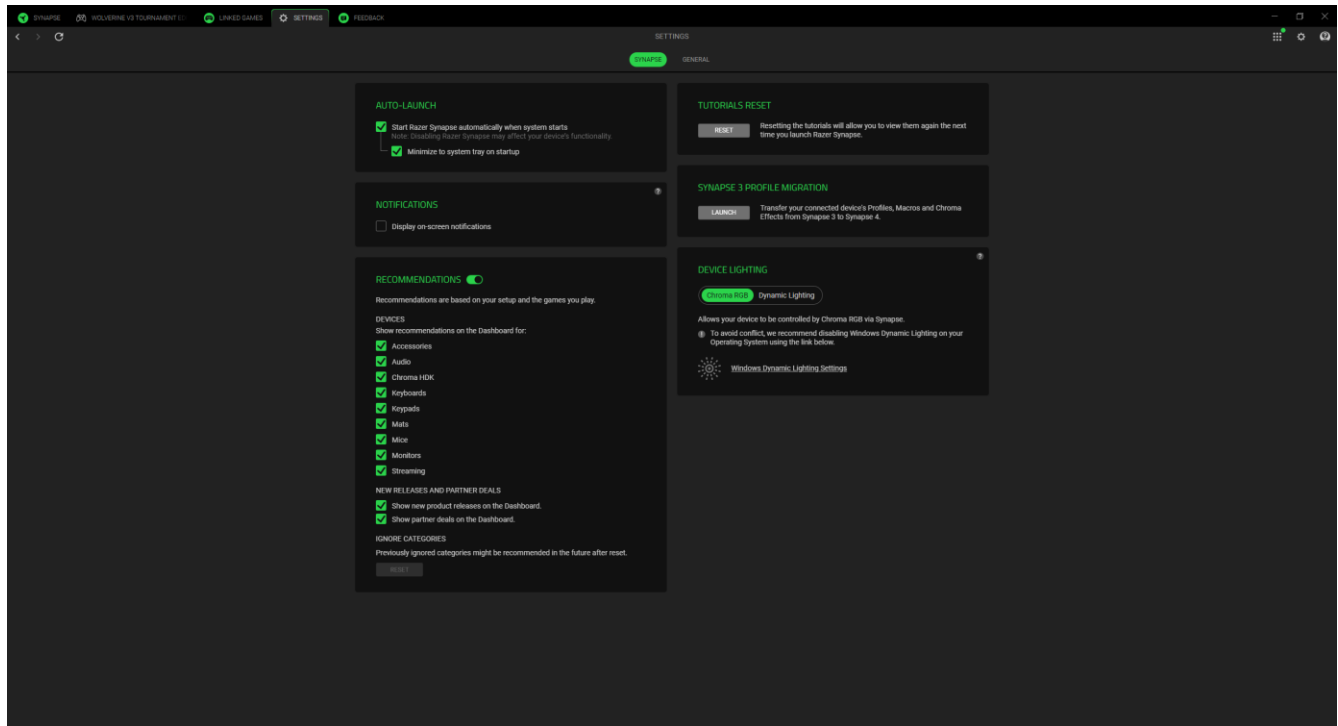 SYNAPSE
WOLVERINE V3 TOURNAMENT
LINKED GAMES
SETTINGS
FEEDBACK
SETTINGS
SYNAPSE
GENERAL
AUTO-LAUNCH
Start Razer Synapse automatically when system starts
Note: Disabling Razer Synapse may affect your device's functionality.
Minimize to system tray on startup
NOTIFICATIONS
Display on-screen notifications
RECOMMENDATIONS
Recommendations are based on your setup and the games you play.
DEVICES
Show recommendations on the Dashboard for:
Accessories
Audio
Chroma HDK
Keyboards
Keypads
Mats
Mice
Monitors
Streaming
NEW RELEASES AND PARTNER DEALS
Show new product releases on the Dashboard.
Show partner deals on the Dashboard.
IGNORE CATEGORIES
Previously ignored categories might be recommended in the future after reset.
RESET
TUTORIALS RESET
RESET
Resetting the tutorials will allow you to view them again the next
time you launch Razer Synapse.
SYNAPSE 3 PROFILE MIGRATION
LAUNCH
Transfer your connected device's Profiles, Macros and Chroma
Effects from Synapse 3 to Synapse 4.
DEVICE LIGHTING
Chroma RGB
Dynamic Lighting
Allows your device to be controlled by Chroma RGB via Synapse.
To avoid conflict, we recommend disabling Windows Dynamic Lighting on your
Operating System using the link below.
Windows Dynamic Lighting Settings